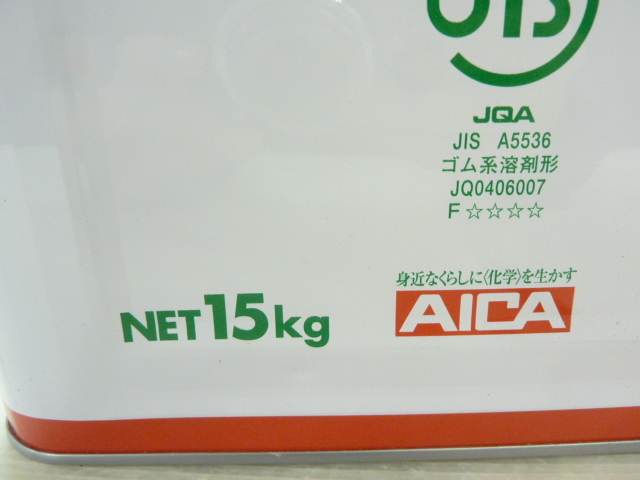 JIS
JQA
JIS A5536
ゴム系溶剤形
JQ0406007
F☆☆☆☆
身近なくらしに〈化学〉を生かす
AICA
NET 15kg